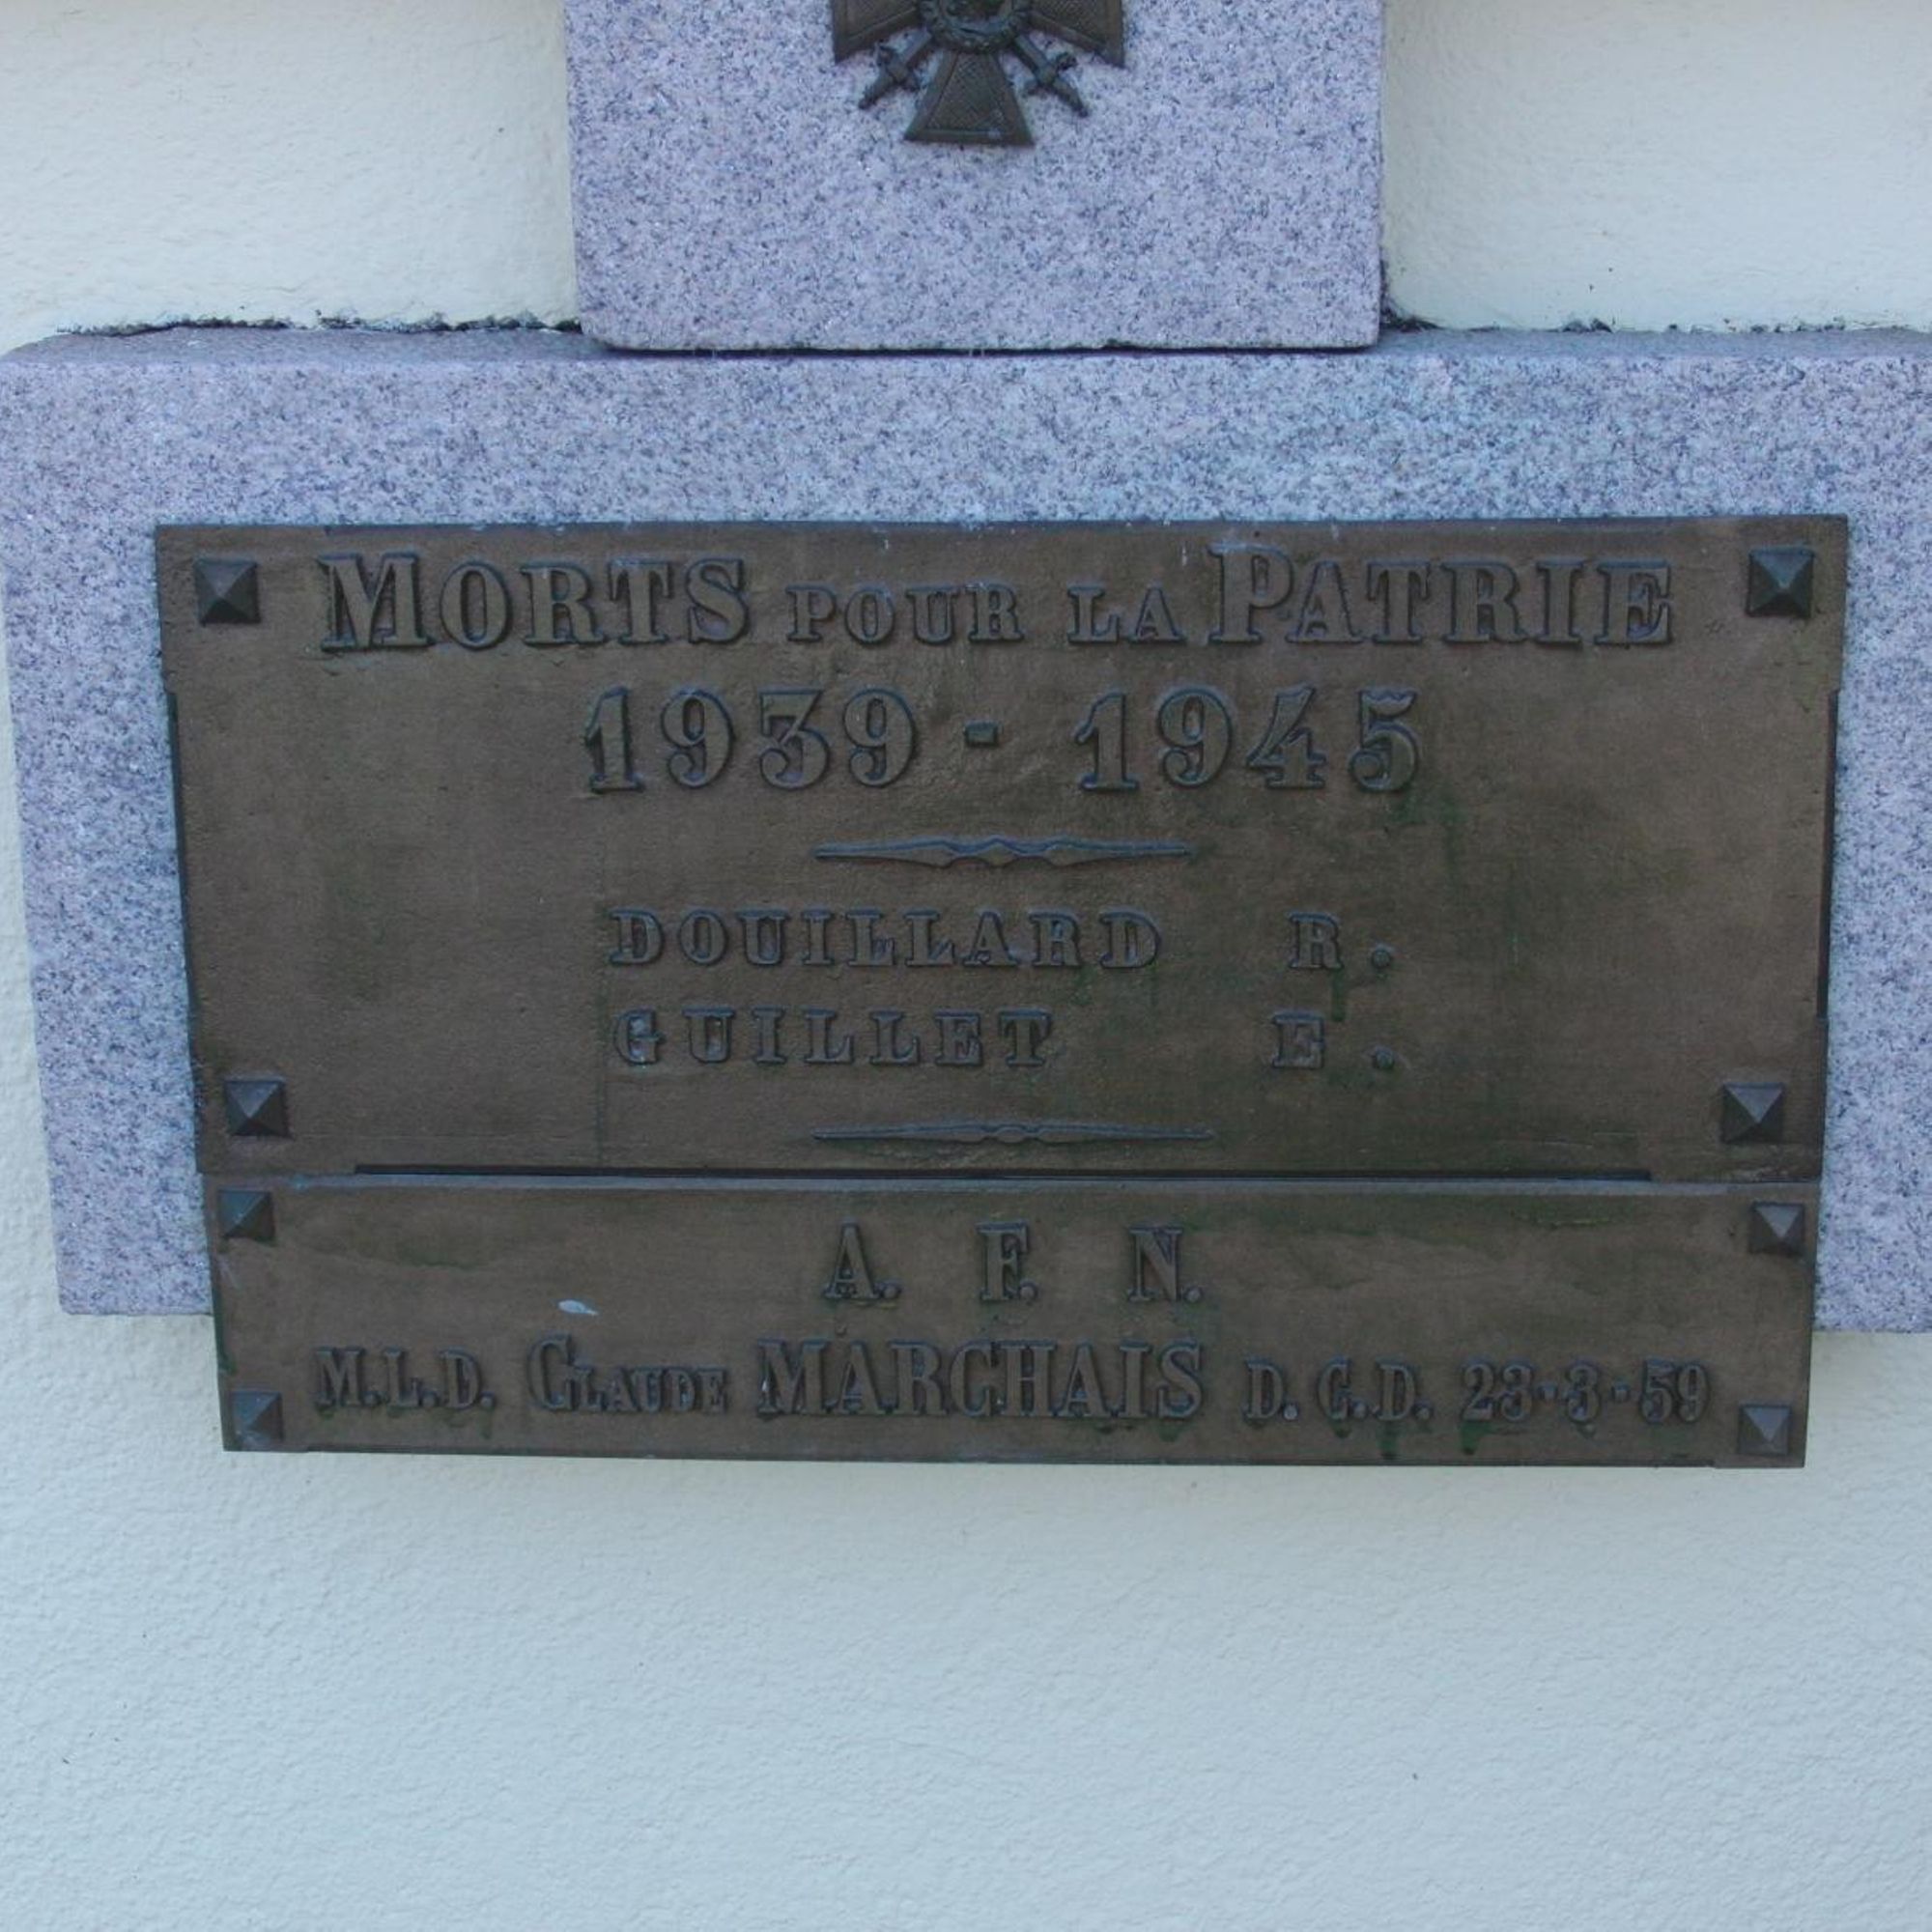 MORTS POUR LA PATRIE
1939 - 1945
DOUILLARD R.
GUILLET E.
A. F. N.
M.L.D. CLAUDE MARCHAIS D.C.D. 23-3-59